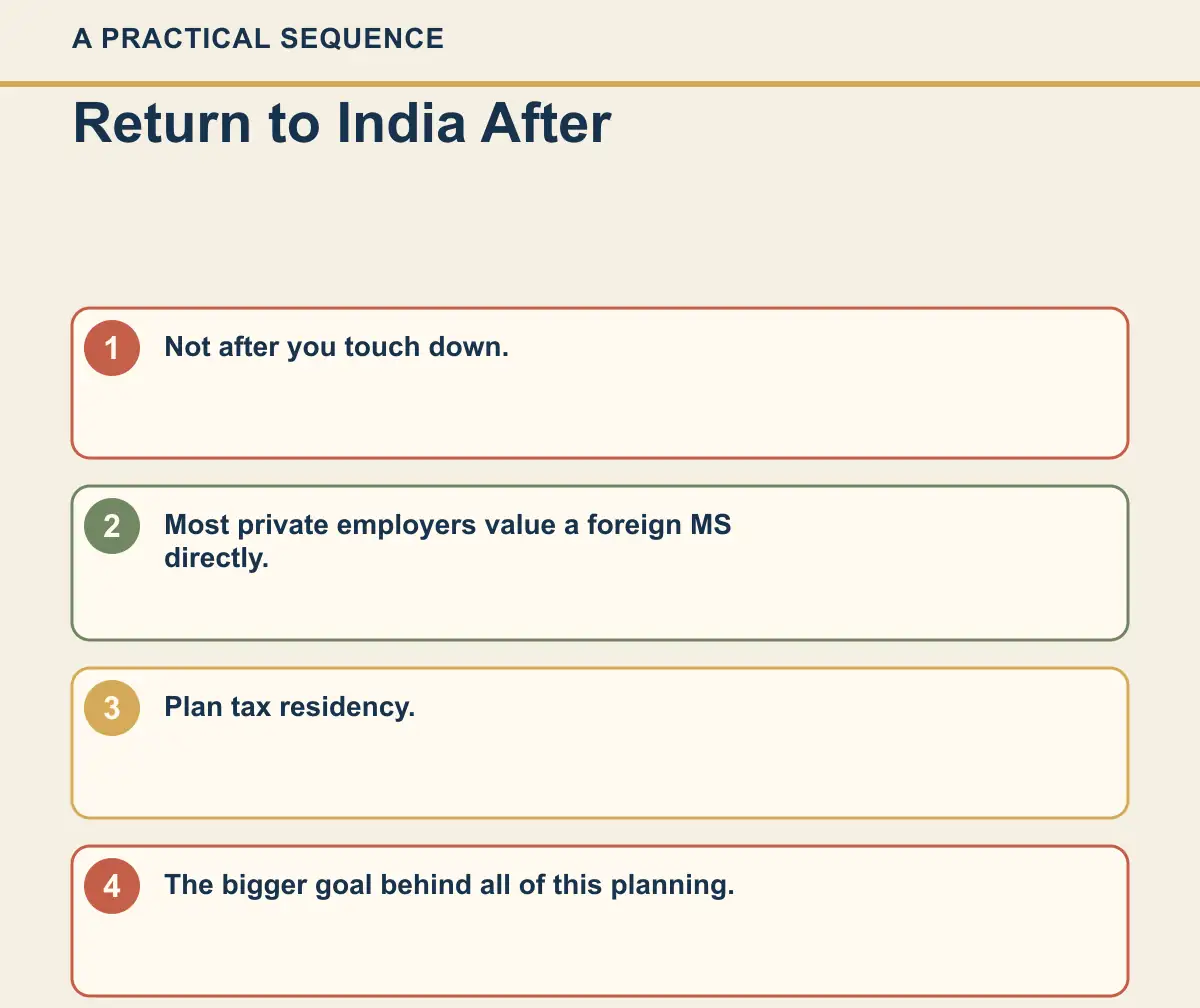 A PRACTICAL SEQUENCE
Return to India After
1
Not after you touch down.
2
Most private employers value a foreign MS
directly.
3
Plan tax residency.
4
The bigger goal behind all of this planning.